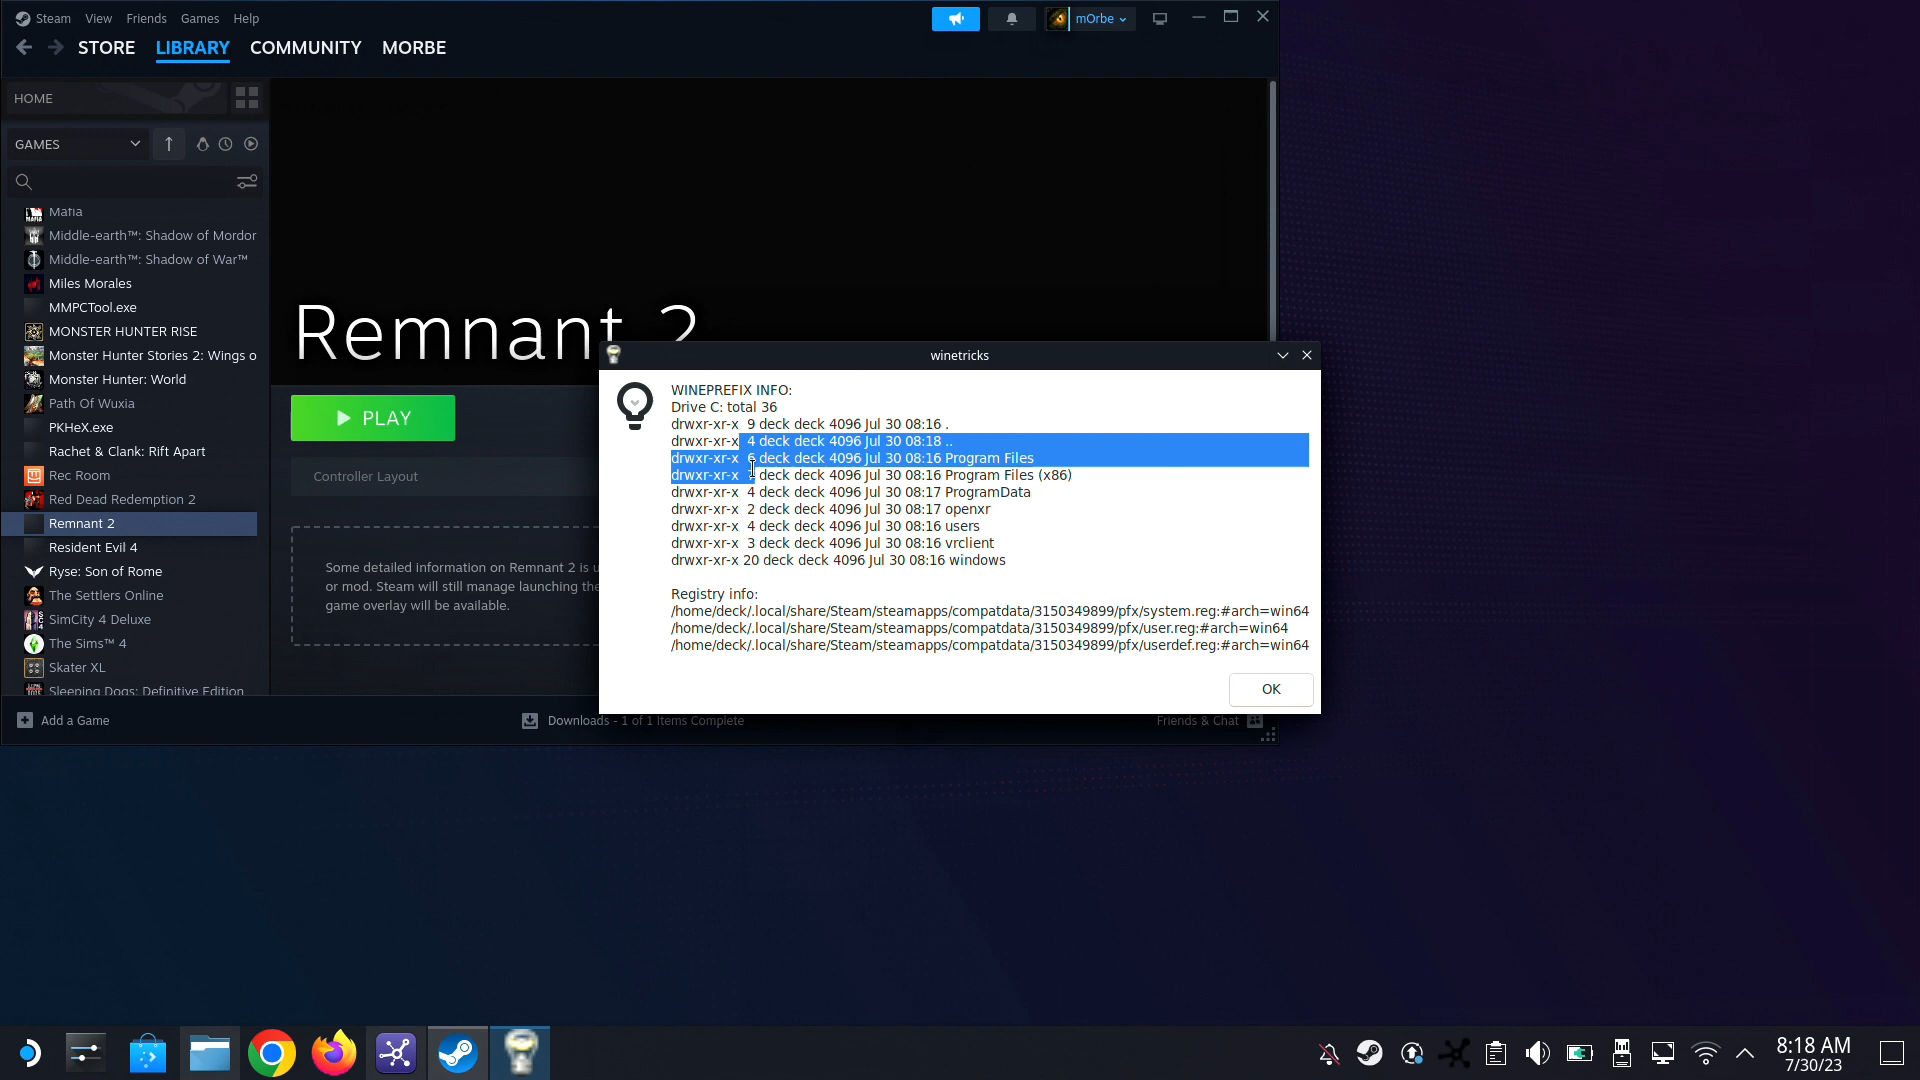 Steam View Friends Games Help
mOrbe
STORE LIBRARY COMMUNITY MORBE
HOME
GAMES
Mafia
Middle-earth™: Shadow of Mordor
Middle-earth™: Shadow of War™
Miles Morales
MMPCTool.exe
MONSTER HUNTER RISE
Monster Hunter Stories 2: Wings o
Monster Hunter: World
Path Of Wuxia
PKHeX.exe
Rachet & Clank: Rift Apart
Rec Room
Red Dead Redemption 2
Remnant 2
Resident Evil 4
Ryse: Son of Rome
The Settlers Online
SimCity 4 Deluxe
The Sims™ 4
Skater XL
Sleeping Dogs: Definitive Edition
Remnant 2
PLAY
Controller Layout
Some detailed information on Remnant 2 is u
or mod. Steam will still manage launching the
game overlay will be available.
winetricks
WINEPREFIX INFO:
Drive C: total 36
drwxr-xr-x 9 deck deck 4096 Jul 30 08:16 .
drwxr-xr-x 4 deck deck 4096 Jul 30 08:18 ..
drwxr-xr-x 6 deck deck 4096 Jul 30 08:16 Program Files
drwxr-xr-x deck deck 4096 Jul 30 08:16 Program Files (x86)
drwxr-xr-x 4 deck deck 4096 Jul 30 08:17 ProgramData
drwxr-xr-x 2 deck deck 4096 Jul 30 08:17 openxr
drwxr-xr-x 4 deck deck 4096 Jul 30 08:16 users
drwxr-xr-x 3 deck deck 4096 Jul 30 08:16 vrclient
drwxr-xr-x 20 deck deck 4096 Jul 30 08:16 windows
Registry info:
/home/deck/.local/share/Steam/steamapps/compatdata/3150349899/pfx/system.reg:#arch=win64
/home/deck/.local/share/Steam/steamapps/compatdata/3150349899/pfx/user.reg:#arch=win64
/home/deck/.local/share/Steam/steamapps/compatdata/3150349899/pfx/userdef.reg:#arch=win64
OK
Add a Game
Downloads - 1 of 1 Items Complete
Friends & Chat
8:18 AM
7/30/23